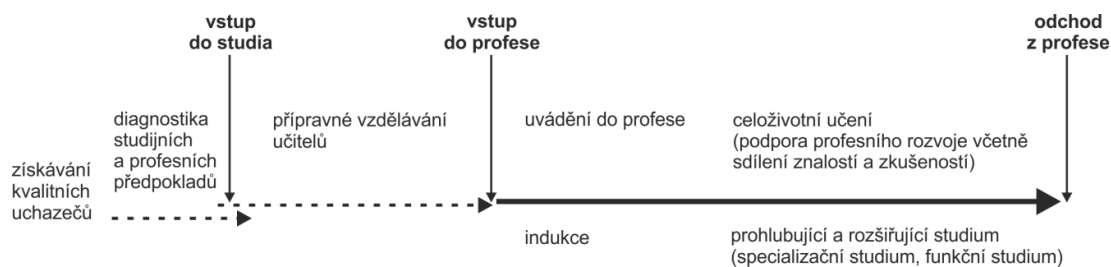 vstup
do studia
vstup
do profese
odchod
z profese
získávání
kvalitních
uchazečů
diagnostika
studijních
a profesních
předpokladů
přípravné vzdělávání
učitelů
uvádění do profese
celoživotní učení
(podpora profesního rozvoje včetně
sdílení znalostí a zkušeností)
indukce
prohlubující a rozšiřující studium
(specializační studium, funkční studium)